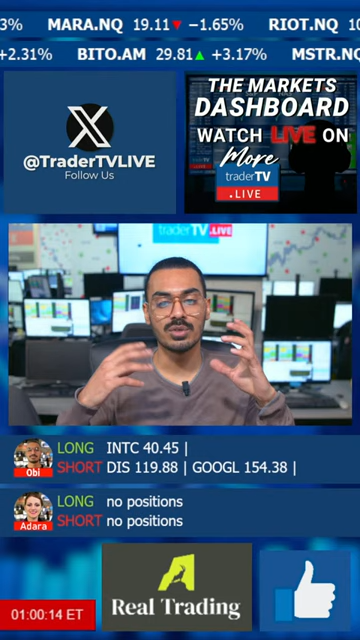 3% MARA.NQ 19.11▼ −1.65% RIOT.NQ 10
+2.31% BITO.AM 29.81▲ +3.17% MSTR.NQ
X
@TraderTVLIVE
Follow Us
THE MARKETS
DASHBOARD
WATCH LIVE ON
More
traderTV
.LIVE
traderTV .LIVE
LONG INTC 40.45 |
SHORT DIS 119.88 | GOOGL 154.38 |
Obi
LONG no positions
SHORT no positions
Adara
01:00:14 ET
Real Trading